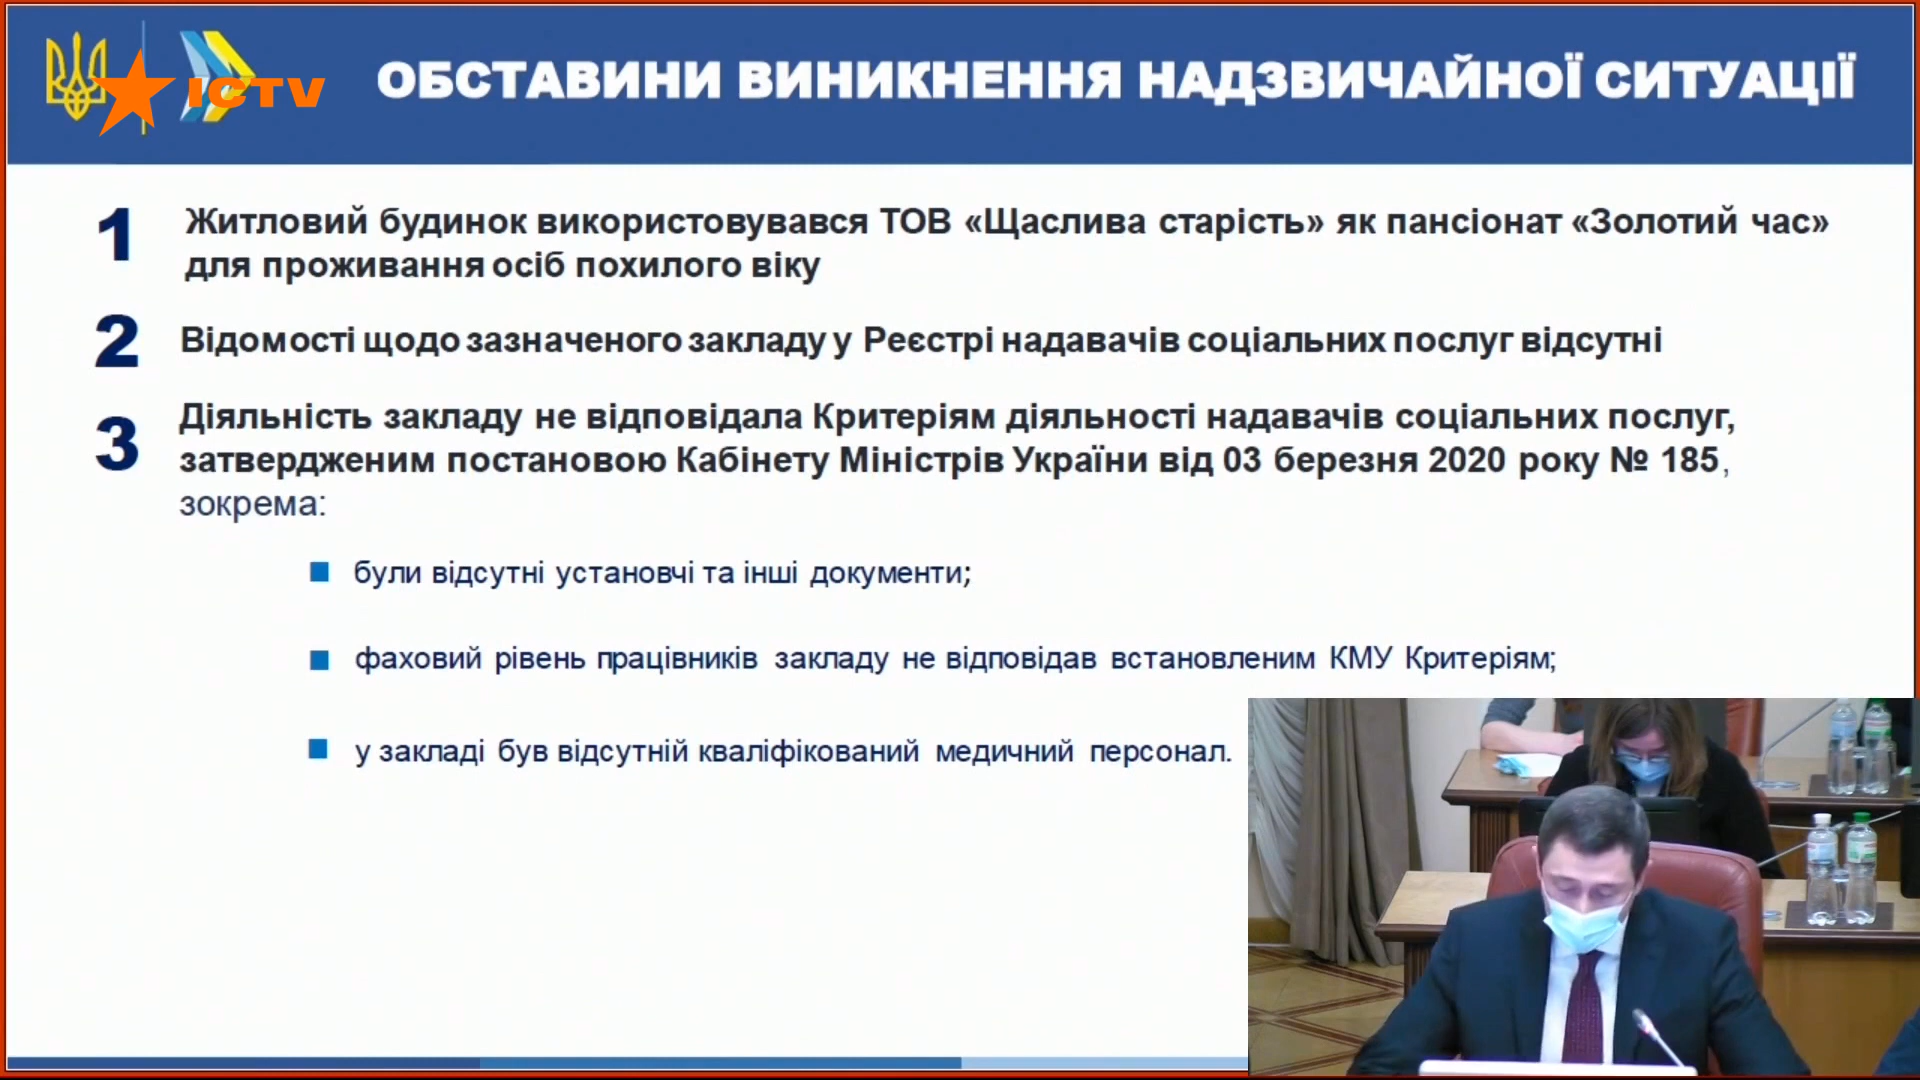 ICTV
ОБСТАВИНИ ВИНИКНЕННЯ НАДЗВИЧАЙНОЇ СИТУАЦІЇ
1 Житловий будинок використовувався ТОВ «Щаслива старість» як пансіонат «Золотий час»
для проживання осіб похилого віку
2 Відомості щодо зазначеного закладу у Реєстрі надавачів соціальних послуг відсутні
3 Діяльність закладу не відповідала Критеріям діяльності надавачів соціальних послуг,
затвердженим постановою Кабінету Міністрів України від 03 березня 2020 року № 185,
зокрема:
були відсутні установчі та інші документи;
фаховий рівень працівників закладу не відповідав встановленим КМУ Критеріям;
у закладі був відсутній кваліфікований медичний персонал.